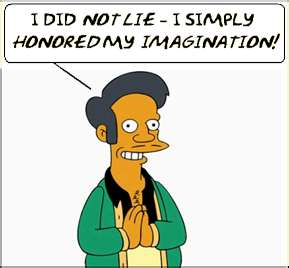 I DID NOT LIE - I SIMPLY
HONORED MY IMAGINATION!